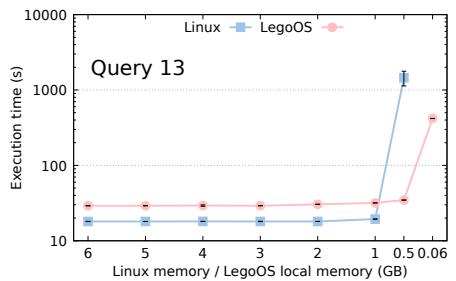 10000
Linux LegoOS
Query 13
1000
100
10
Execution time (s)
6 5 4 3 2 1 0.5 0.06
Linux memory / LegoOS local memory (GB)